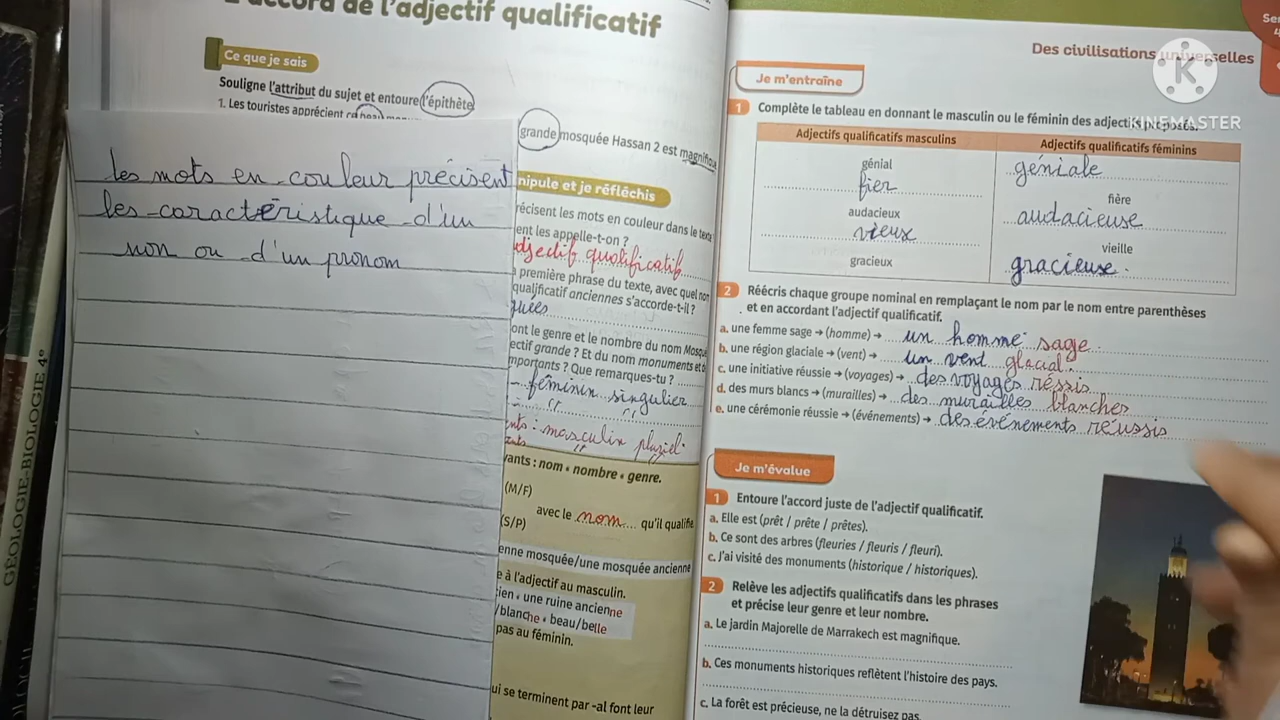 l'accord de l'adjectif qualificatif
Ce que je sais
Souligne l'attribut du sujet et entoure l'épithète
1. Les touristes apprécient ce beau
grande mosquée Hassan 2 est magnifique
les mots en couleur précisent
les caractéristique d'un
non ou d'un pronom
nipule et je réfléchis
récisent les mots en couleur dans le texte
ent les appelle-t-on ?
adjectif qualificatif
première phrase du texte, avec quel nom
qualificatif anciennes s'accorde-t-il ?
quées
ont le genre et le nombre du nom Mosquée
ectif grande ? Et du nom monuments et
mportants ? Que remarques-tu ?
- féminin singulier
- " "
nts : masculin pluriel
ants " "
vants : nom • nombre • genre.
(M/F)
(S/P)
avec le nom qu'il qualifie
enne mosquée/une mosquée ancienne
e à l'adjectif au masculin.
ien • une ruine ancienne
/blanche • beau/belle
pas au féminin.
ui se terminent par -al font leur
GÉOLOGIE-BIOLOGIE 4e
Des civilisations universelles
K
KINEMASTER
Je m'entraîne
1 Complète le tableau en donnant le masculin ou le féminin des adjectifs proposés.
Adjectifs qualificatifs masculins Adjectifs qualificatifs féminins
génial géniale
fier fière
audacieux audacieuse
vieux vieille
gracieux gracieuse
2 Réécris chaque groupe nominal en remplaçant le nom par le nom entre parenthèses
et en accordant l'adjectif qualificatif.
a. une femme sage → (homme) → un homme sage
b. une région glaciale → (vent) → un vent glacial
c. une initiative réussie → (voyages) → des voyages réssis
d. des murs blancs → (murailles) → des murailles blanches
e. une cérémonie réussie → (événements) → des événements réussis
Je m'évalue
1 Entoure l'accord juste de l'adjectif qualificatif.
a. Elle est (prêt / prête / prêtes).
b. Ce sont des arbres (fleuries / fleuris / fleuri).
c. J'ai visité des monuments (historique / historiques).
2 Relève les adjectifs qualificatifs dans les phrases
et précise leur genre et leur nombre.
a. Le jardin Majorelle de Marrakech est magnifique.
b. Ces monuments historiques reflètent l'histoire des pays.
c. La forêt est précieuse, ne la détruisez pas.